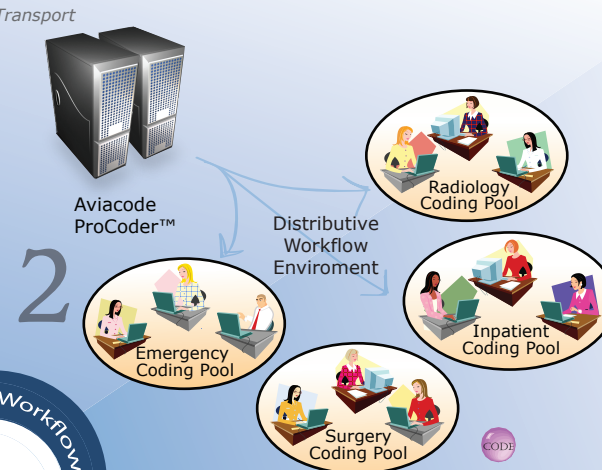 Transport
Aviacode
ProCoder™
Distributive
Workflow
Enviroment
2
Radiology
Coding Pool
Inpatient
Coding Pool
Emergency
Coding Pool
Surgery
Coding Pool
Workflow
CODE